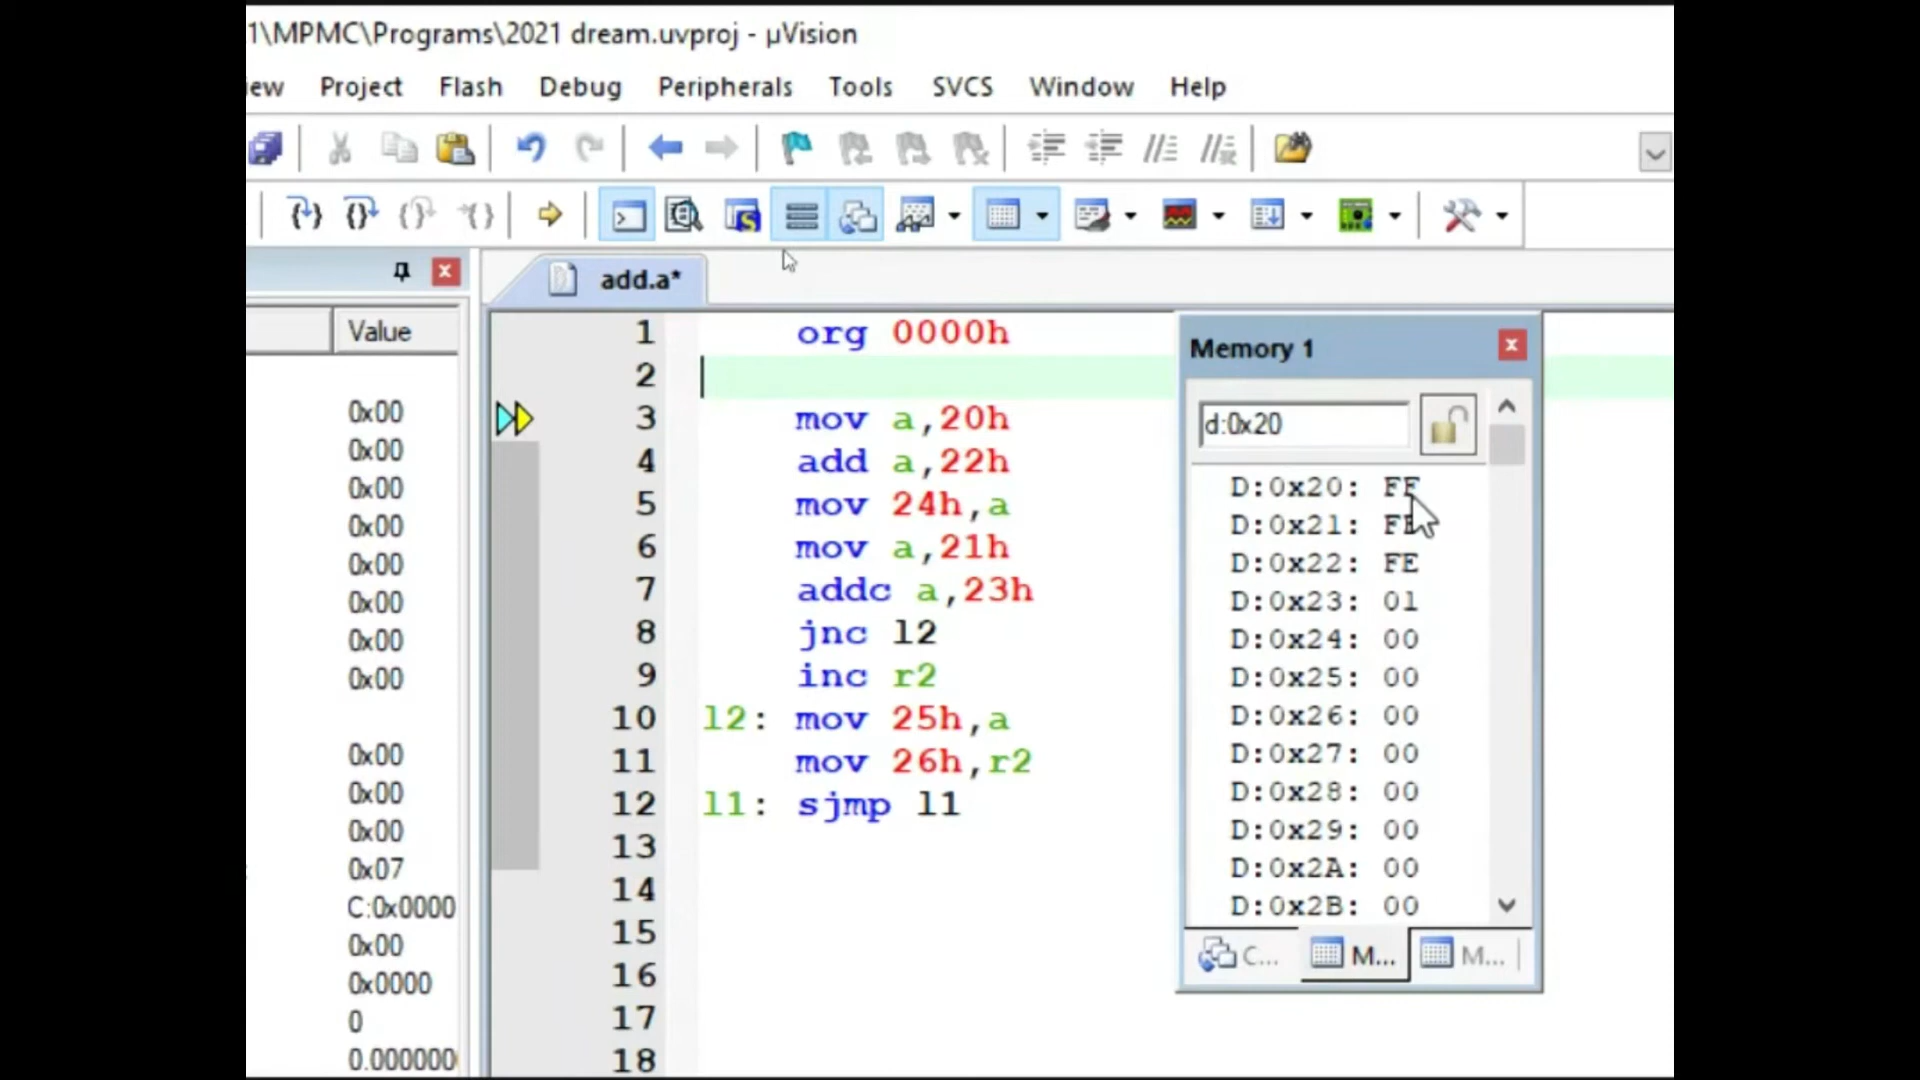 1\MPMC\Programs\2021 dream.uvproj - µVision
iew Project Flash Debug Peripherals Tools SVCS Window Help
add.a*
Value
0x00
0x00
0x00
0x00
0x00
0x00
0x00
0x00
0x00
0x00
0x00
0x07
C:0x0000
0x00
0x0000
0
0.000000
1 org 0000h
2
3 mov a,20h
4 add a,22h
5 mov 24h,a
6 mov a,21h
7 addc a,23h
8 jnc l2
9 inc r2
10 l2: mov 25h,a
11 mov 26h,r2
12 l1: sjmp l1
13
14
15
16
17
18
Memory 1
d:0x20
D:0x20: FF
D:0x21:
D:0x22: FE
D:0x23: 01
D:0x24: 00
D:0x25: 00
D:0x26: 00
D:0x27: 00
D:0x28: 00
D:0x29: 00
D:0x2A: 00
D:0x2B: 00
C... M... M...